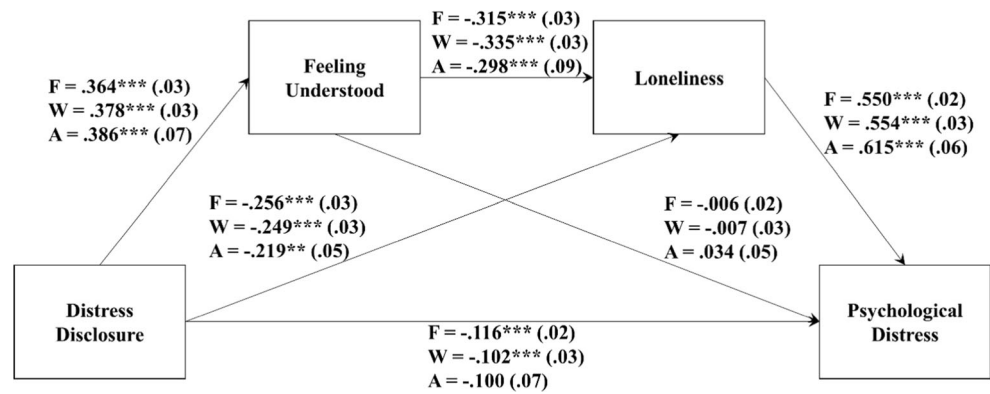 F = -.315*** (.03)
W = -.335*** (.03)
A = -.298*** (.09)
Feeling
Understood
Loneliness
F = .364*** (.03)
W = .378*** (.03)
A = .386*** (.07)
F = .550*** (.02)
W = .554*** (.03)
A = .615*** (.06)
F = -.256*** (.03)
W = -.249*** (.03)
A = -.219** (.05)
F = -.006 (.02)
W = -.007 (.03)
A = .034 (.05)
Distress
Disclosure
Psychological
Distress
F = -.116*** (.02)
W = -.102*** (.03)
A = -.100 (.07)